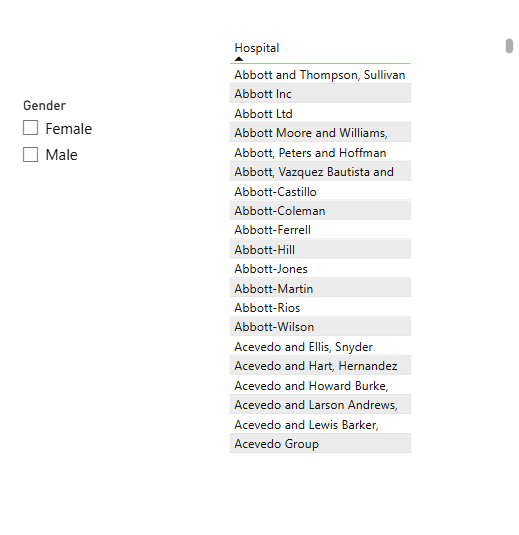 Gender
Female
Male
Hospital
Abbott and Thompson, Sullivan
Abbott Inc
Abbott Ltd
Abbott Moore and Williams,
Abbott, Peters and Hoffman
Abbott, Vazquez Bautista and
Abbott-Castillo
Abbott-Coleman
Abbott-Ferrell
Abbott-Hill
Abbott-Jones
Abbott-Martin
Abbott-Rios
Abbott-Wilson
Acevedo and Ellis, Snyder
Acevedo and Hart, Hernandez
Acevedo and Howard Burke,
Acevedo and Larson Andrews,
Acevedo and Lewis Barker,
Acevedo Group